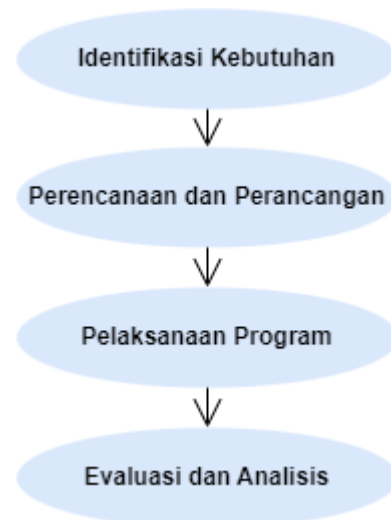 Identifikasi Kebutuhan
Perencanaan dan Perancangan
Pelaksanaan Program
Evaluasi dan Analisis